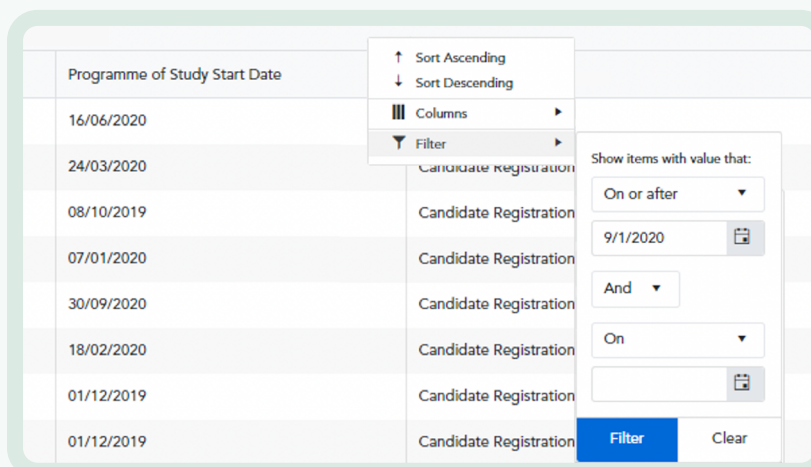 Programme of Study Start Date
16/06/2020
24/03/2020 Candidate Registration
08/10/2019 Candidate Registration
07/01/2020 Candidate Registration
30/09/2020 Candidate Registration
18/02/2020 Candidate Registration
01/12/2019 Candidate Registration
01/12/2019 Candidate Registration
Sort Ascending
Sort Descending
Columns
Filter
Show items with value that:
On or after
9/1/2020
And
On
Filter Clear